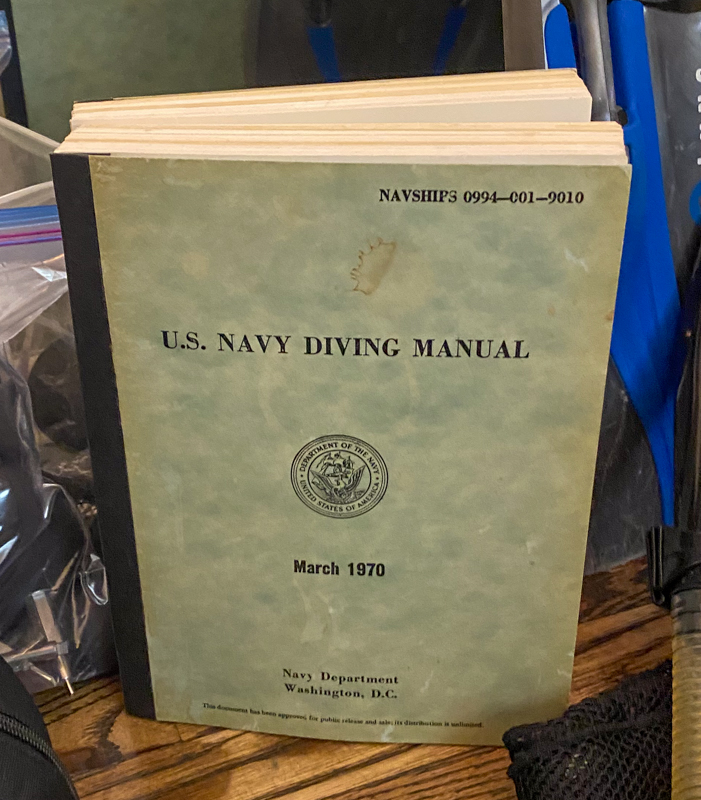 NAVSHIPS 0994–001–9010
U.S. NAVY DIVING MANUAL
DEPARTMENT OF THE NAVY
UNITED STATES OF AMERICA
March 1970
Navy Department
Washington, D.C.
This document has been approved for public release and sale; its distribution is unlimited.